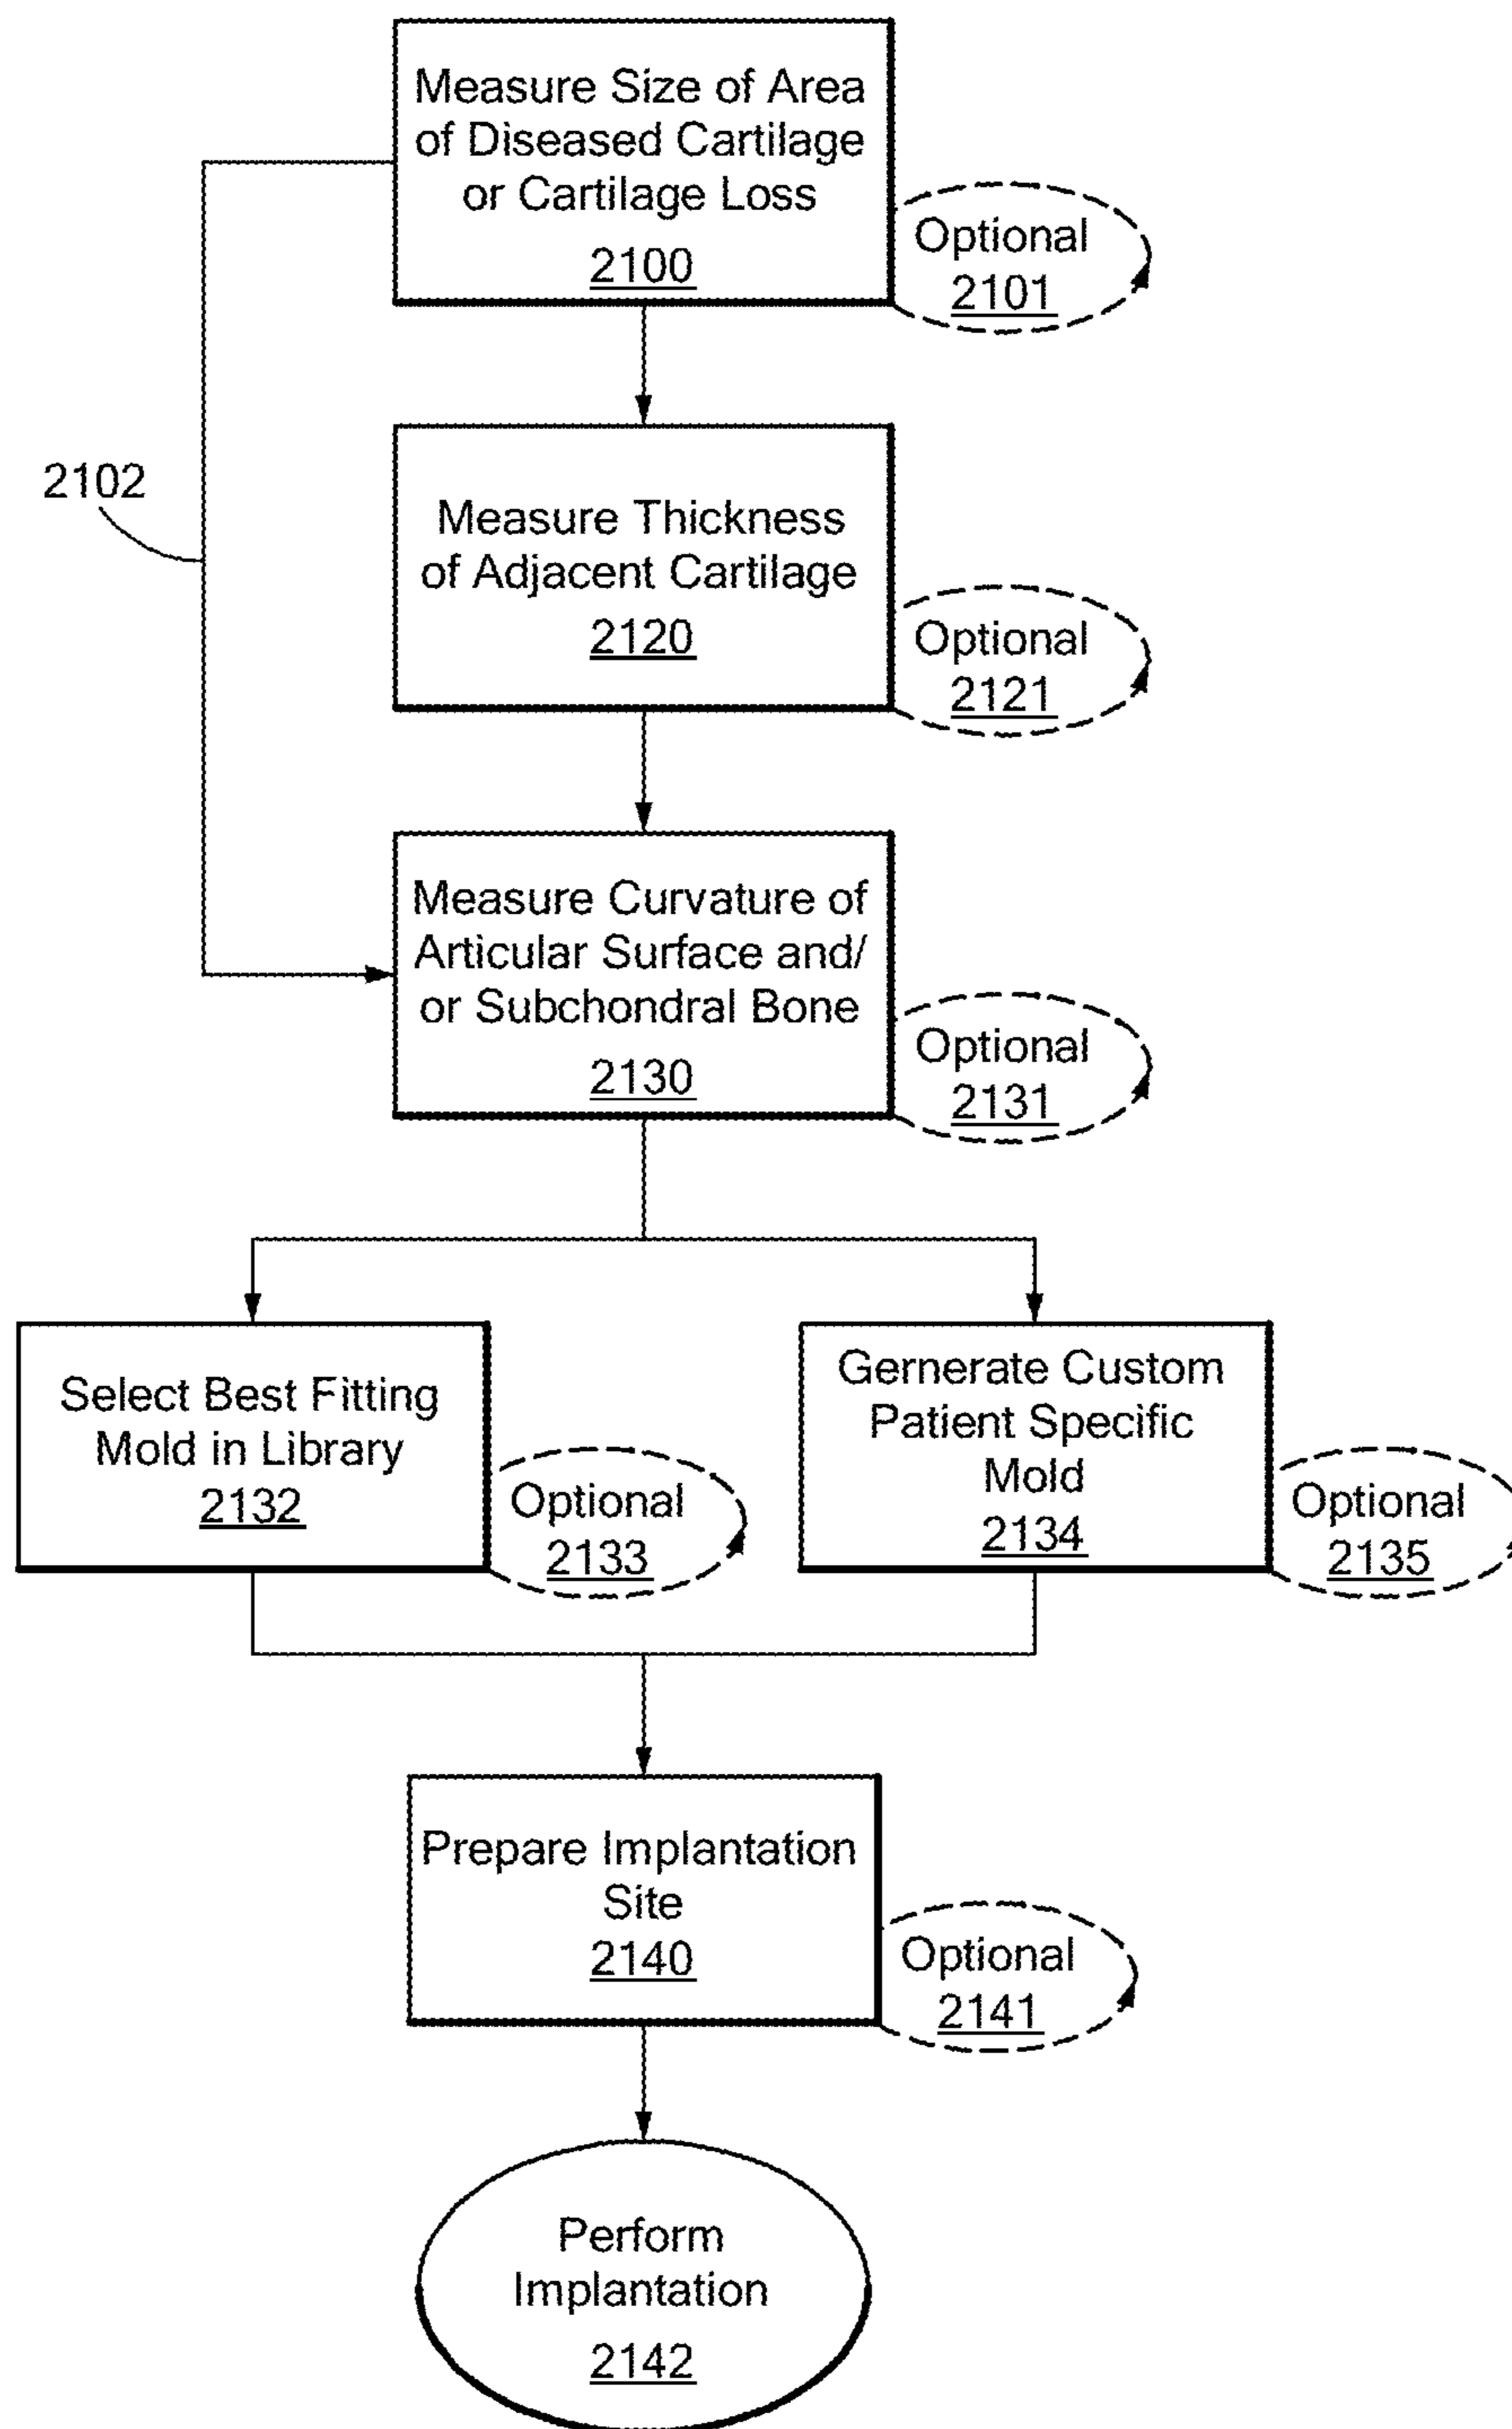 Measure Size of Area
of Diseased Cartilage
or Cartilage Loss
2100
Optional
2101
2102
Measure Thickness
of Adjacent Cartilage
2120
Optional
2121
Measure Curvature of
Articular Surface and/
or Subchondral Bone
2130
Optional
2131
Select Best Fitting
Mold in Library
2132
Optional
2133
Gernerate Custom
Patient Specific
Mold
2134
Optional
2135
Prepare Implantation
Site
2140
Optional
2141
Perform
Implantation
2142